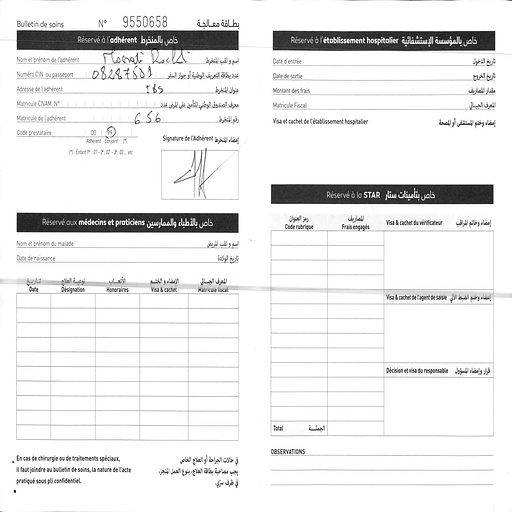 Bulletin de soins N° 9550658 بطاقة معالجة
Réservé à l'adhérent خاص بالمنخرط
Nom et prénom de l'adhérent اسم و لقب المنخرط
Numéro CIN ou passeport 08287501 عدد بطاقة التعريف الوطنية أو جواز السفر
Adresse de l'adhérent عنوان المنخرط
Matricule CNAM N° معرف الصندوق الوطني للتأمين على المرض عدد
Matricule de l'adhérent 656 رقم المنخرط
Code prestataire 00 99 Signature de l'Adhérent إمضاء المنخرط
Adhérent Conjoint (*)
(*) : Enfant 1er : 01 - 2è : 02 - 3è : 03 ... etc
Réservé aux médecins et praticiens خاص بالأطباء والممارسين
Nom et prénom du malade اسم و لقب المريض
Date de naissance تاريخ الولادة
التاريخ نوعية العلاج الأتعاب الإمضاء و الختم المعرف الجبائي
Date Désignation Honoraires Visa & cachet Matricule fiscal
En cas de chirurgie ou de traitements spéciaux,
il faut joindre au bulletin de soins, la nature de l'acte
pratiqué sous pli confidentiel.
في حالات الجراحة أو العلاج الخاص
يجب مصاحبة بطاقة العلاج، بنوع العمل المنجز،
في ظرف سري.
Réservé à l'établissement hospitalier خاص بالمؤسسة الإستشفائية
Date d'entrée تاريخ الدخول
Date de sortie تاريخ الخروج
Montant des frais مقدار المصاريف
Matricule Fiscal المعرف الجبائي
Visa et cachet de l'établissement hospitalier إمضاء وختم المستشفى أو المصحة
Réservé à la STAR خاص بتأمينات ستار
رمز العنوان المصاريف
Code rubrique Frais engagés
Visa & cachet du vérificateur إمضاء وخاتم المراقب
Visa & cachet de l'agent de saisie إمضاء وختم الضبط الآلي
Décision et visa du responsable قرار وإمضاء المسؤول
Total الجملة
OBSERVATIONS